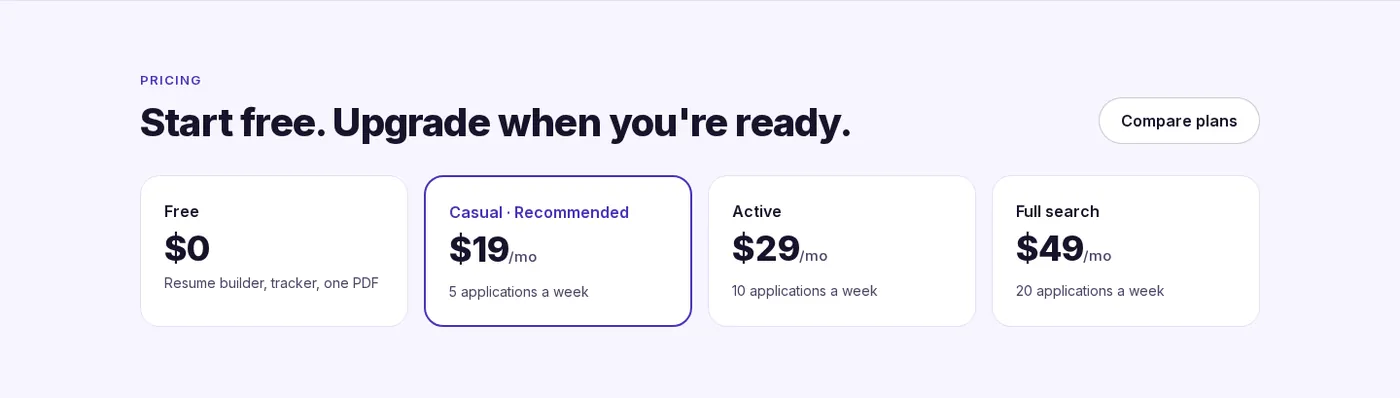 PRICING
Start free. Upgrade when you're ready.
Compare plans
Free
$0
Resume builder, tracker, one PDF
Casual · Recommended
$19/mo
5 applications a week
Active
$29/mo
10 applications a week
Full search
$49/mo
20 applications a week